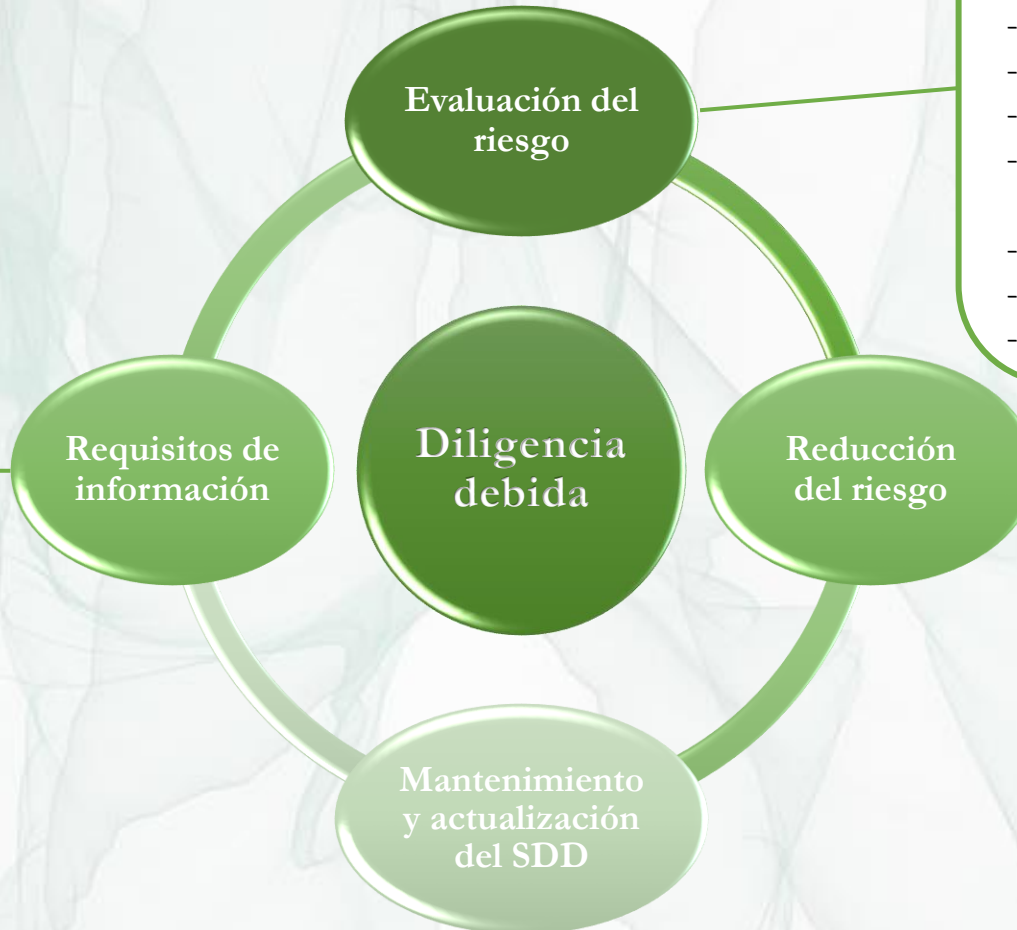 Evaluación del
riesgo
-
-
-
-
-
-
-
Requisitos de
información
Diligencia
debida
Reducción
del riesgo
Mantenimiento
y actualización
del SDD